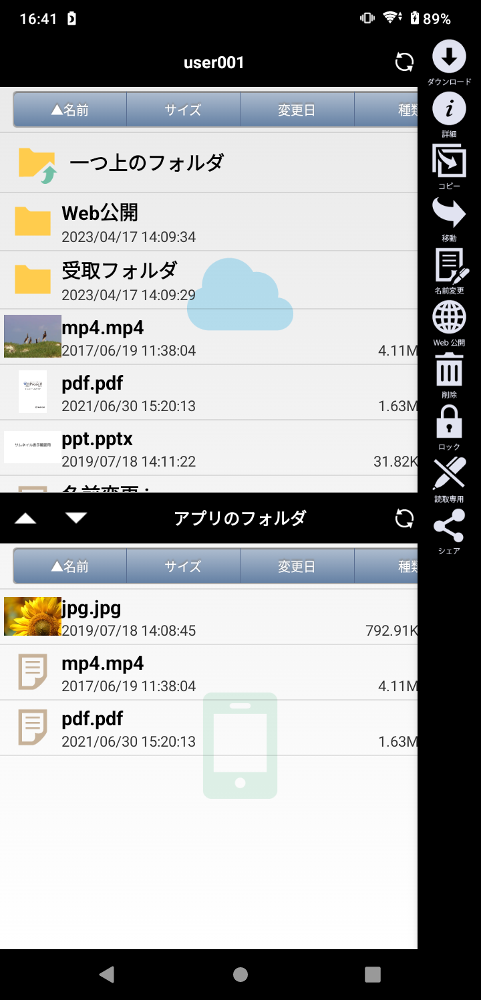 16:41
89%
user001
▲名前 サイズ 変更日 種類
一つ上のフォルダ
Web公開
2023/04/17 14:09:34
受取フォルダ
2023/04/17 14:09:29
mp4.mp4
2017/06/19 11:38:04 4.11M
pdf.pdf
2021/06/30 15:20:13 1.63M
サムネイル表示確認用
ppt.pptx
2019/07/18 14:11:22 31.82K
アプリのフォルダ
▲名前 サイズ 変更日 種類
jpg.jpg
2019/07/18 14:08:45 792.91K
mp4.mp4
2017/06/19 11:38:04 4.11M
pdf.pdf
2021/06/30 15:20:13 1.63M
ダウンロード
詳細
コピー
移動
名前変更
Web 公開
削除
ロック
読取専用
シェア